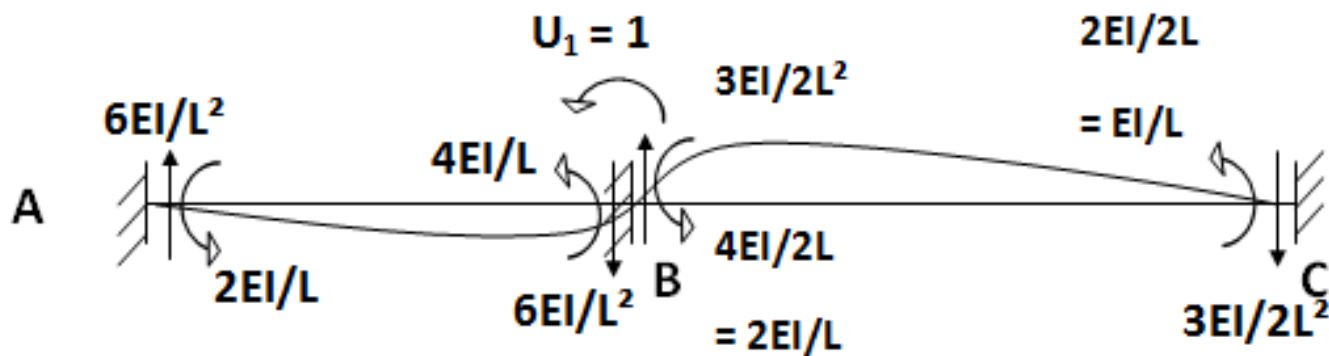 U₁ = 1
2EI/2L
= EI/L
6EI/L²
3EI/2L²
4EI/L
A
2EI/L
6EI/L²
B
4EI/2L
= 2EI/L
C
3EI/2L²